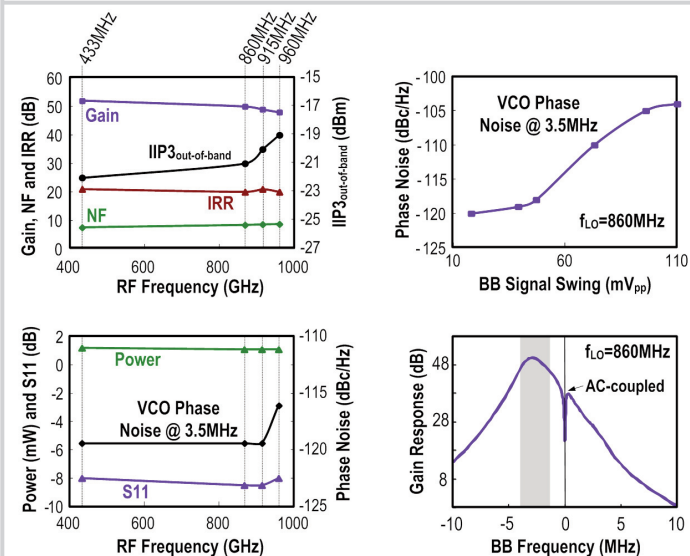 433MHz
860MHz
915MHz
960MHz
Gain, NF and IRR (dB)
60
50
40
30
20
10
0
Gain
IIP3out-of-band
IRR
NF
-15
-17
-19
-21
-23
-25
-27
IIP3out-of-band (dBm)
400 600 800 1000
RF Frequency (GHz)
Phase Noise (dBc/Hz)
-100
-105
-110
-115
-120
-125
VCO Phase
Noise @ 3.5MHz
fLO=860MHz
10 60 110
BB Signal Swing (mVpp)
Power (mW) and S11 (dB)
2
0
-2
-4
-6
-8
-10
Power
VCO Phase
Noise @ 3.5MHz
S11
-110
-115
-120
-125
Phase Noise (dBc/Hz)
400 600 800 1000
RF Frequency (GHz)
Gain Response (dB)
48
28
8
fLO=860MHz
AC-coupled
-10 -5 0 5 10
BB Frequency (MHz)